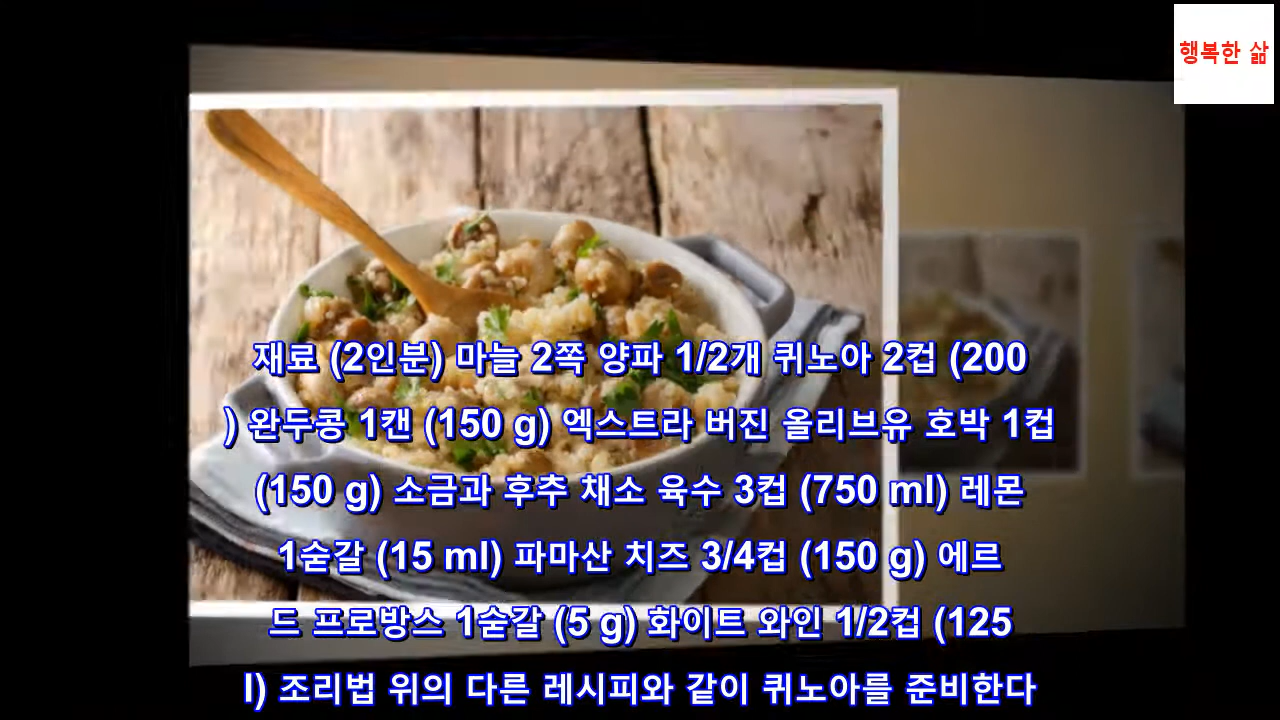 행복한 삶
재료 (2인분) 마늘 2쪽 양파 1/2개 퀴노아 2컵 (200
) 완두콩 1캔 (150 g) 엑스트라 버진 올리브유 호박 1컵
(150 g) 소금과 후추 채소 육수 3컵 (750 ml) 레몬
1숟갈 (15 ml) 파마산 치즈 3/4컵 (150 g) 에르
드 프로방스 1숟갈 (5 g) 화이트 와인 1/2컵 (125
l) 조리법 위의 다른 레시피와 같이 퀴노아를 준비한다